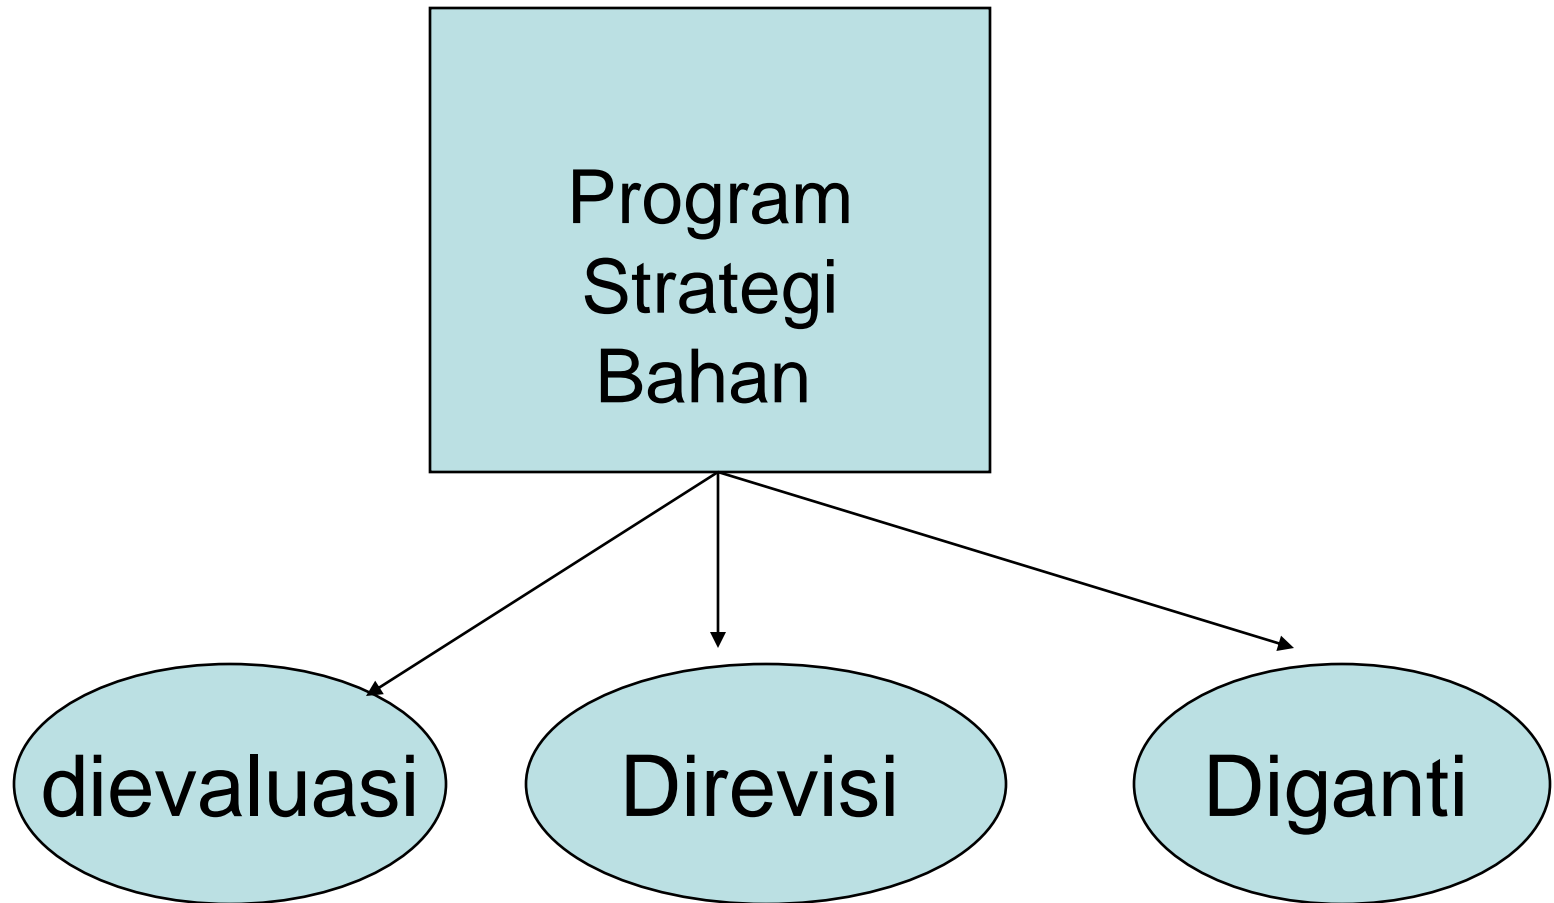 Program
Strategi
Bahan
dievaluasi
Direvisi
Diganti